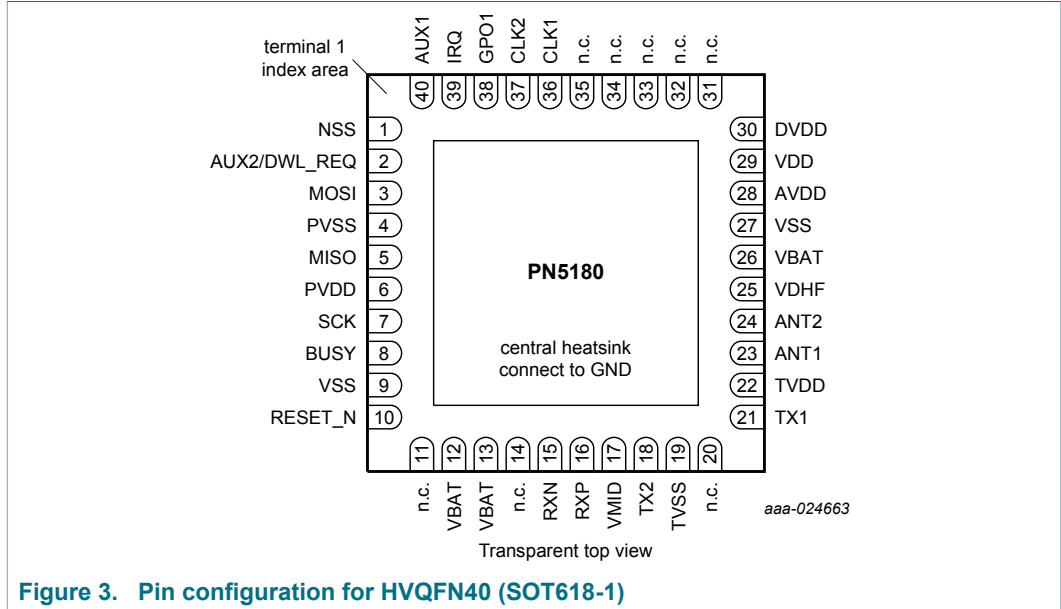 terminal 1
index area
AUX1
IRQ
GPO1
CLK2
CLK1
n.c.
n.c.
n.c.
n.c.
n.c.
40
39
38
37
36
35
34
33
32
31
NSS 1
AUX2/DWL_REQ 2
MOSI 3
PVSS 4
MISO 5
PVDD 6
SCK 7
BUSY 8
VSS 9
RESET_N 10
30 DVDD
29 VDD
28 AVDD
27 VSS
26 VBAT
25 VDHF
24 ANT2
23 ANT1
22 TVDD
21 TX1
PN5180
central heatsink
connect to GND
11
12
13
14
15
16
17
18
19
20
n.c.
VBAT
VBAT
n.c.
RXN
RXP
VMID
TX2
TVSS
n.c.
aaa-024663
Transparent top view
Figure 3. Pin configuration for HVQFN40 (SOT618-1)